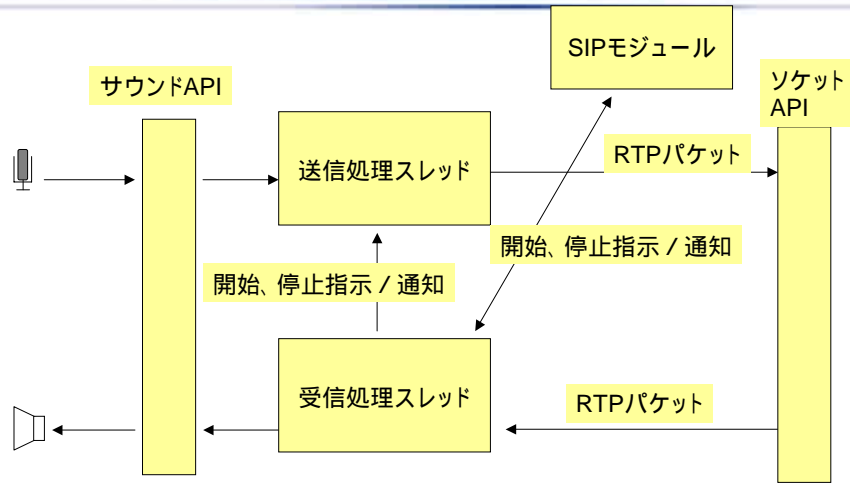 SIPモジュール
サウンドAPI
ソケット
API
送信処理スレッド
RTPパケット
開始、停止指示 / 通知
開始、停止指示 / 通知
受信処理スレッド
RTPパケット